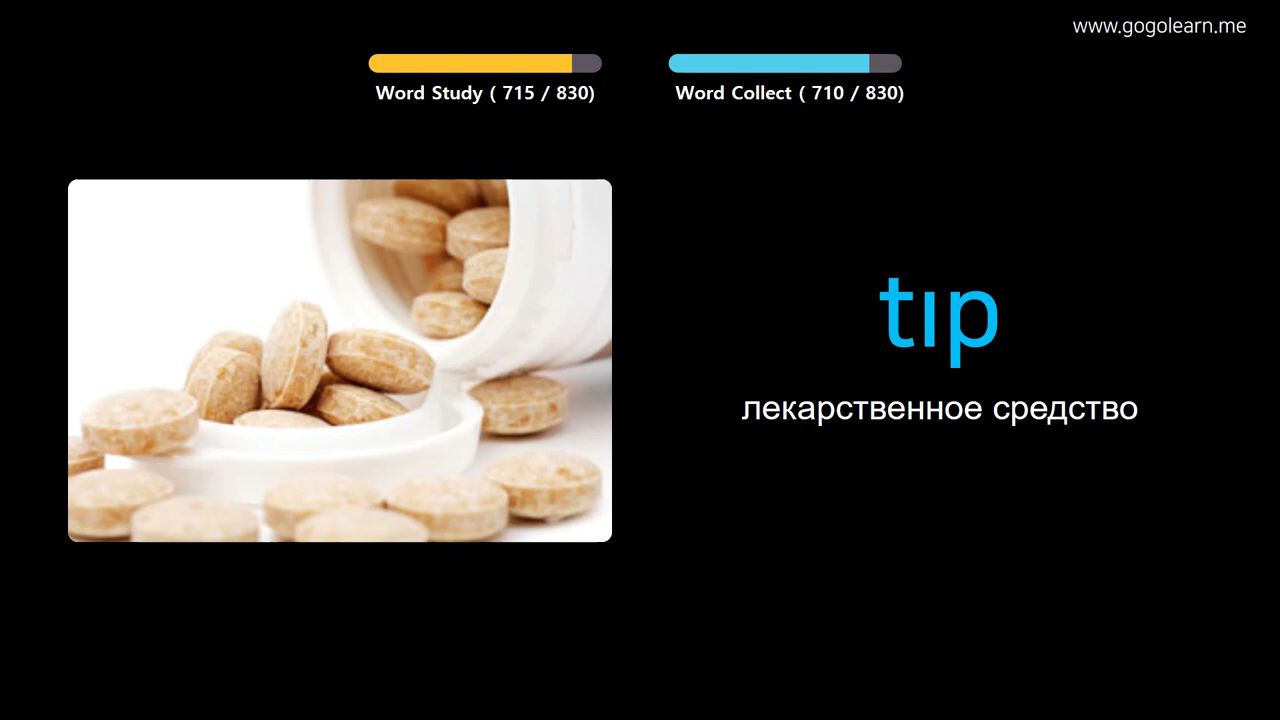 www.gogolearn.me
Word Study ( 715 / 830)
Word Collect ( 710 / 830)
tıp
лекарственное средство